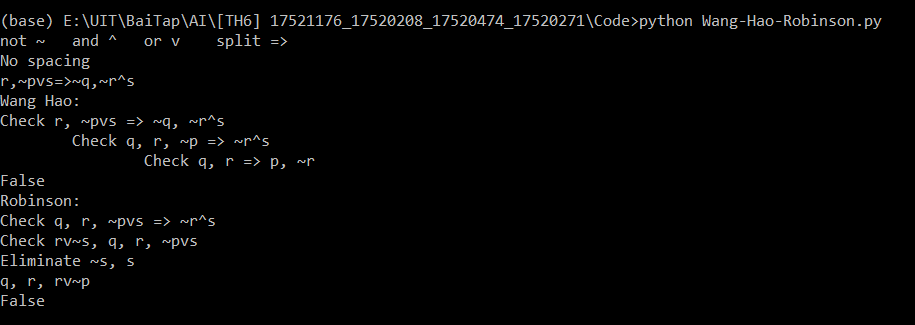 (base) E:\UIT\BaiTap\AI\[TH6] 17521176_17520208_17520474_17520271\Code>python Wang-Hao-Robinson.py
not ~   and ^   or v    split =>
No spacing
r,~pvs=>~q,~r^s
Wang Hao:
Check r, ~pvs => ~q, ~r^s
        Check q, r, ~p => ~r^s
                Check q, r => p, ~r
False
Robinson:
Check q, r, ~pvs => ~r^s
Check rv~s, q, r, ~pvs
Eliminate ~s, s
q, r, rv~p
False